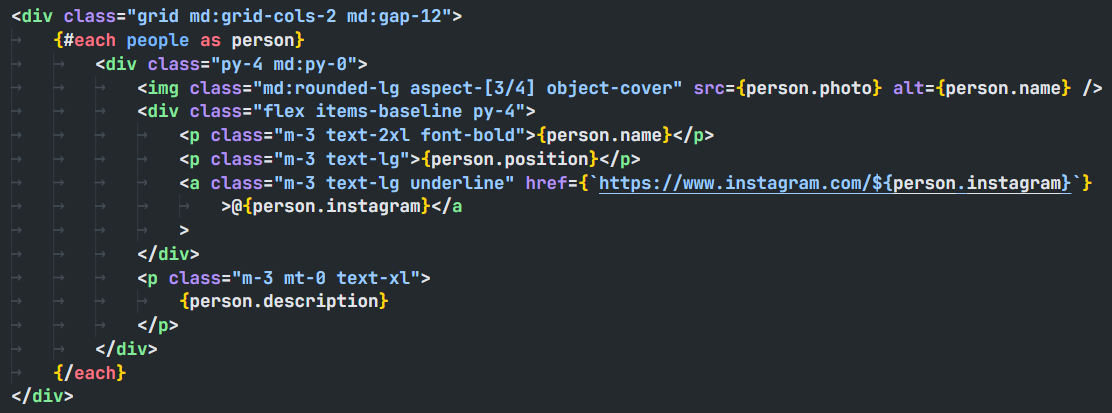 <div class="grid md:grid-cols-2 md:gap-12">
	{#each people as person}
		<div class="py-4 md:py-0">
			<img class="md:rounded-lg aspect-[3/4] object-cover" src={person.photo} alt={person.name} />
			<div class="flex items-baseline py-4">
				<p class="m-3 text-2xl font-bold">{person.name}</p>
				<p class="m-3 text-lg">{person.position}</p>
				<a class="m-3 text-lg underline" href={`https://www.instagram.com/${person.instagram}`}
					>@{person.instagram}</a
				>
			</div>
			<p class="m-3 mt-0 text-xl">
				{person.description}
			</p>
		</div>
	{/each}
</div>